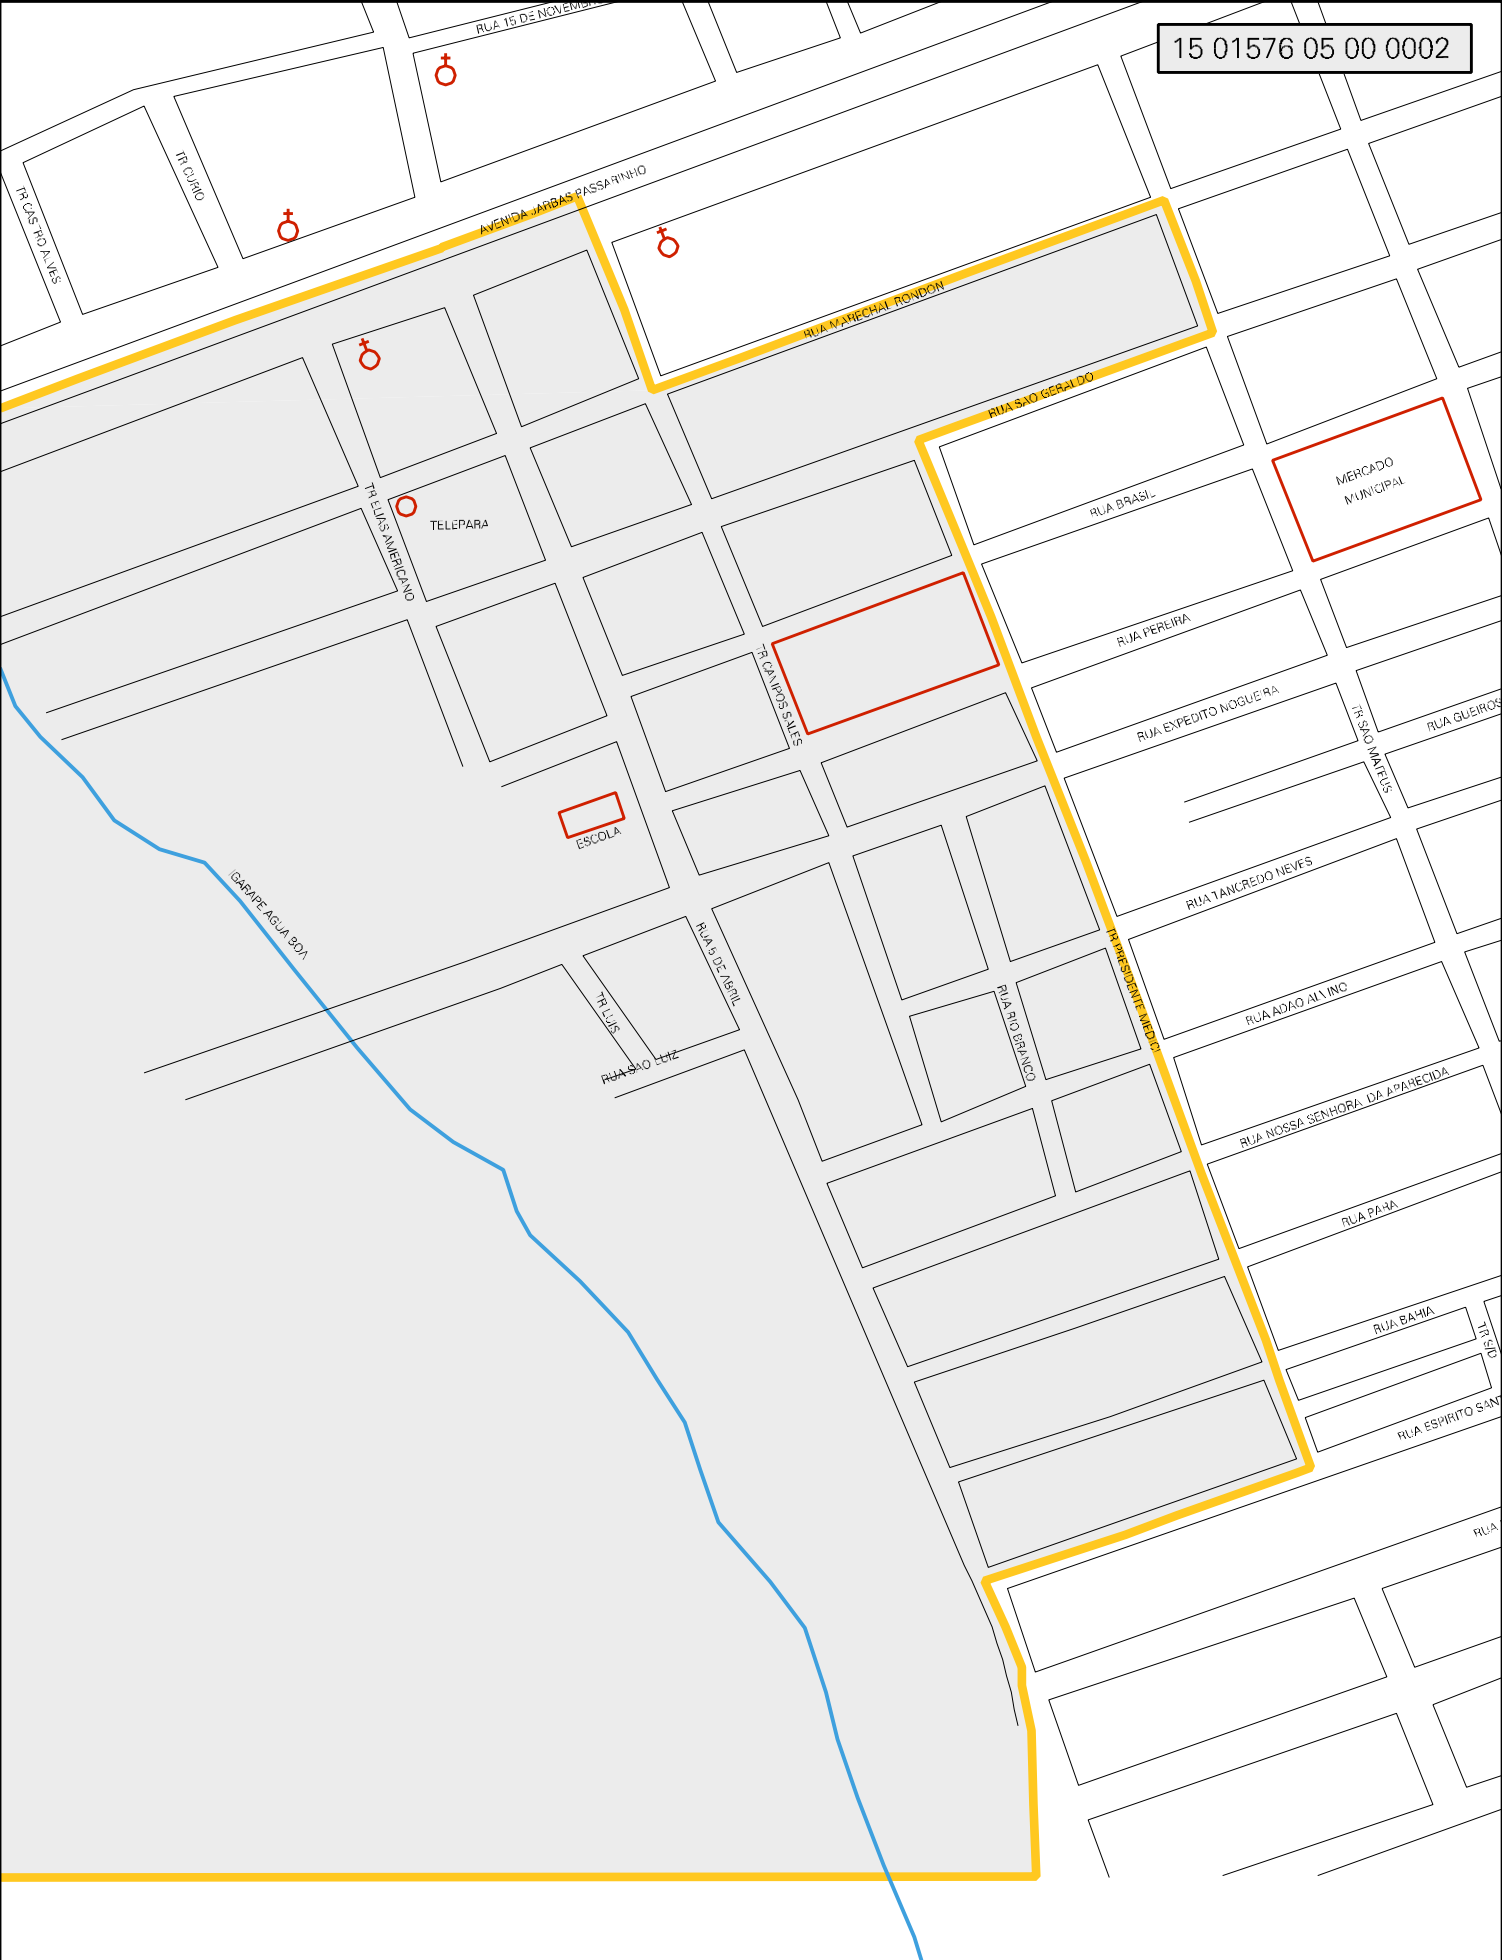 RUA 15 DE NOVEMBR
15 01576 05 00 0002
TR CURIO
TR CASTRO ALVES
AVENIDA JARBAS PASSARINHO
RUA MARECHAL RONDON
RUA SAO GERALDO
MERCADO
MUNICIPAL
RUA BRASIL
TR ELIAS AMERICANO
TELEPARA
RUA PEREIRA
TR CAMPOS SALES
RUA EXPEDITO NOGUEIRA
TR SAO MATEUS
RUA GUEIROS
ESCOLA
IGARAPE AGUA BOA
RUA TANCREDO NEVES
RUA 5 DE ABRIL
TR PRESIDENTE MEDICI
TR LUIS
RUA RIO BRANCO
RUA ADAO ALVINO
RUA SAO LUIZ
RUA NOSSA SENHORA DA APARECIDA
RUA PARA
RUA BAHIA
TR S/D
RUA ESPIRITO SANT
RUA